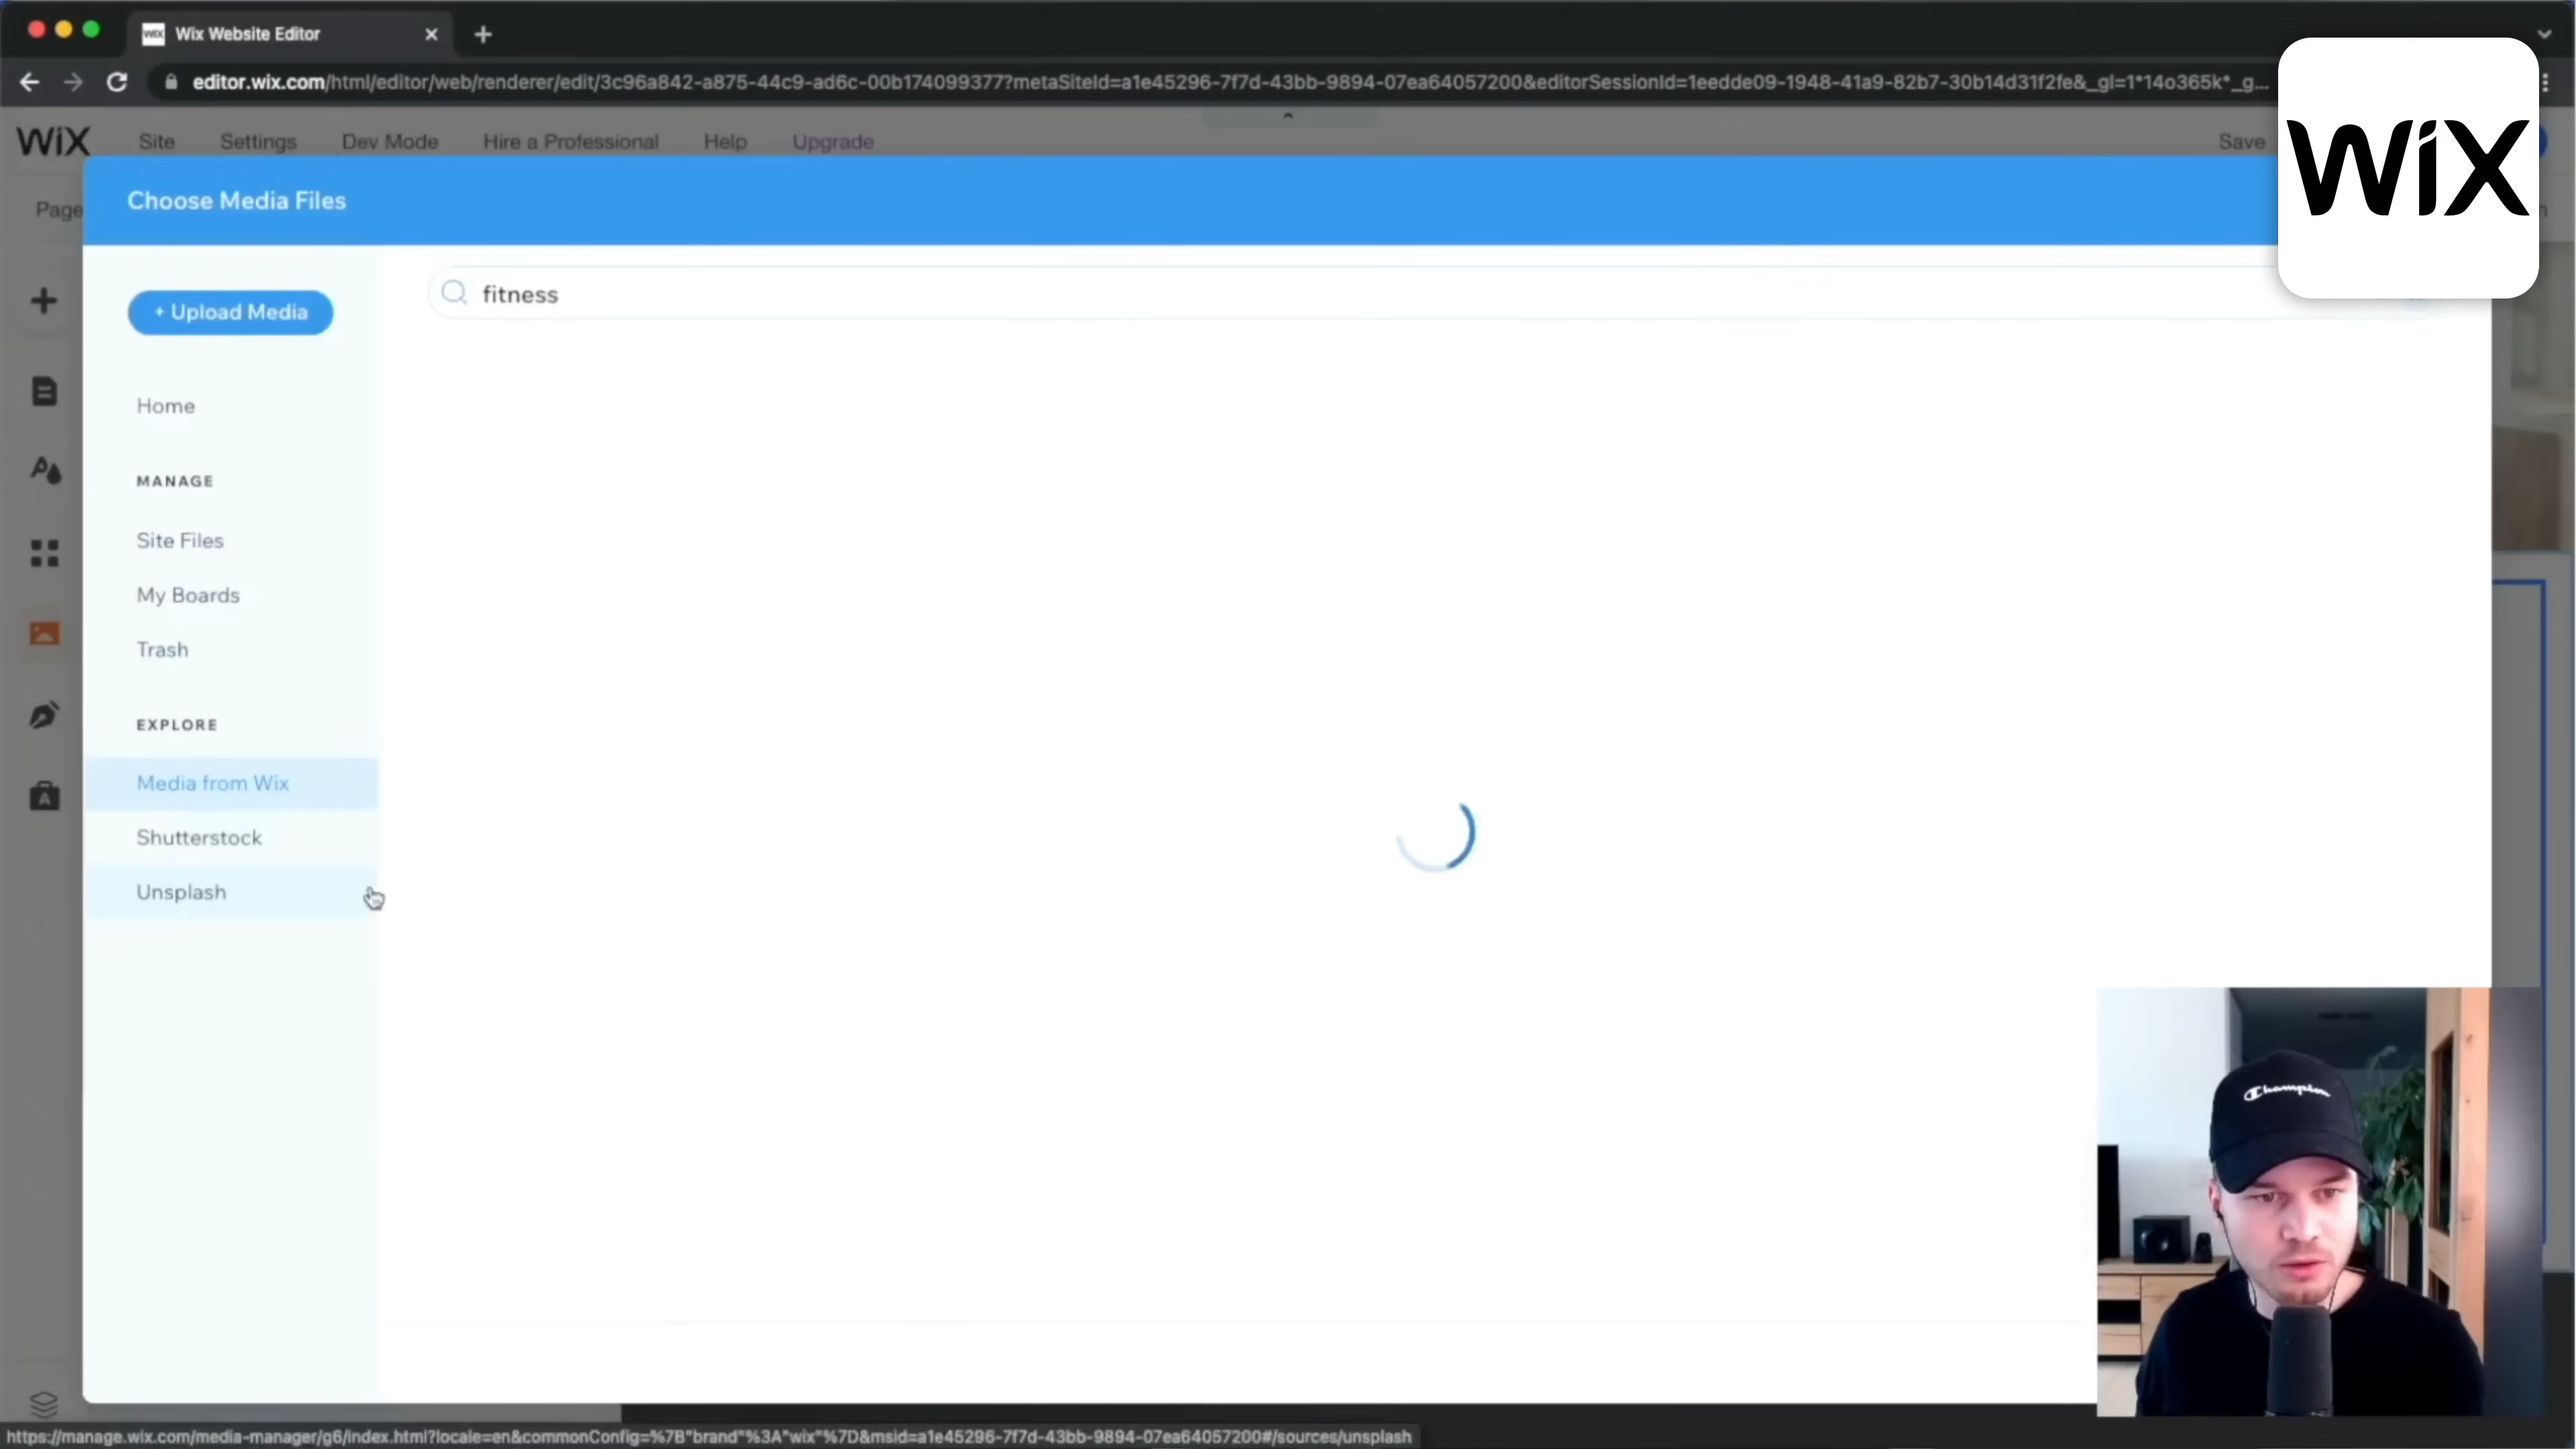 Wix Website Editor
editor.wix.com/html/editor/web/renderer/edit/3c96a842-a875-44c9-ad6c-00b174099377?metaSiteId=a1e45296-7f7d-43bb-9894-07ea64057200&editorSessionId=1eedde09-1948-41a9-82b7-30b14d31f2fe&_gl=1*14o365k*_g...
WiX Site Settings Dev Mode Hire a Professional Help Upgrade Save
WiX
Page
Choose Media Files
+ Upload Media
fitness
Home
MANAGE
Site Files
My Boards
Trash
EXPLORE
Media from Wix
Shutterstock
Unsplash
Champion
https://manage.wix.com/media-manager/g6/index.html?locale=en&commonConfig=%7B"brand"%3A"wix"%7D&msid=a1e45296-7f7d-43bb-9894-07ea64057200#/sources/unsplash